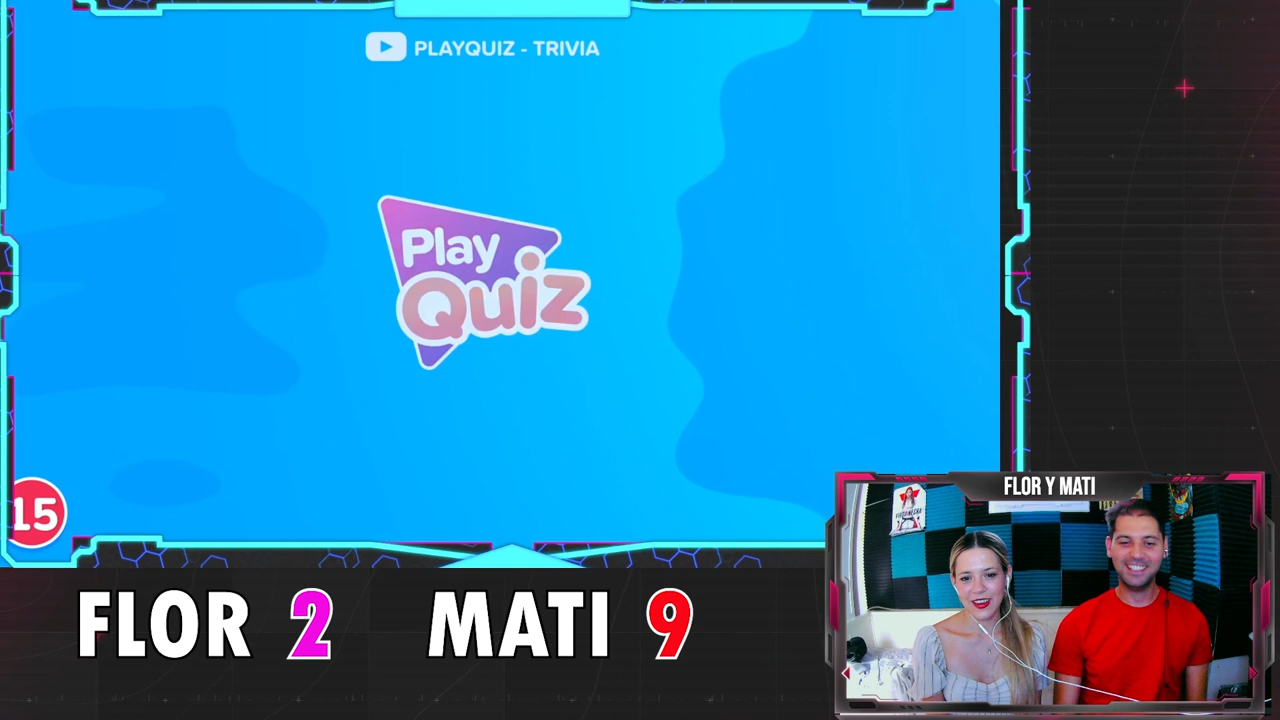 PLAYQUIZ - TRIVIA
Play
Quiz
15
FLOR Y MATI
FLOR 2 MATI 9